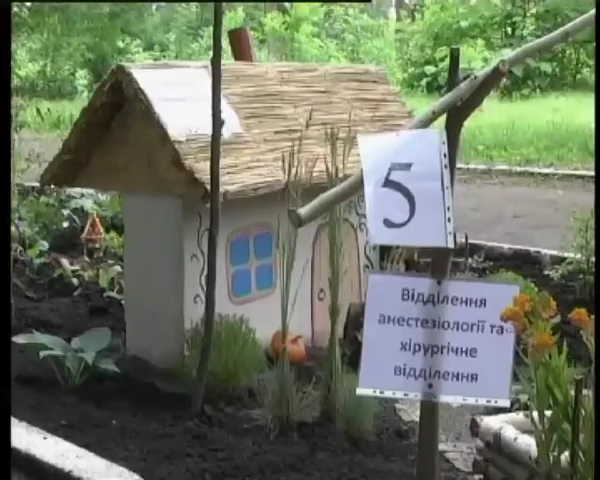 5
Відділення
анестезіології та
хірургічне
відділення